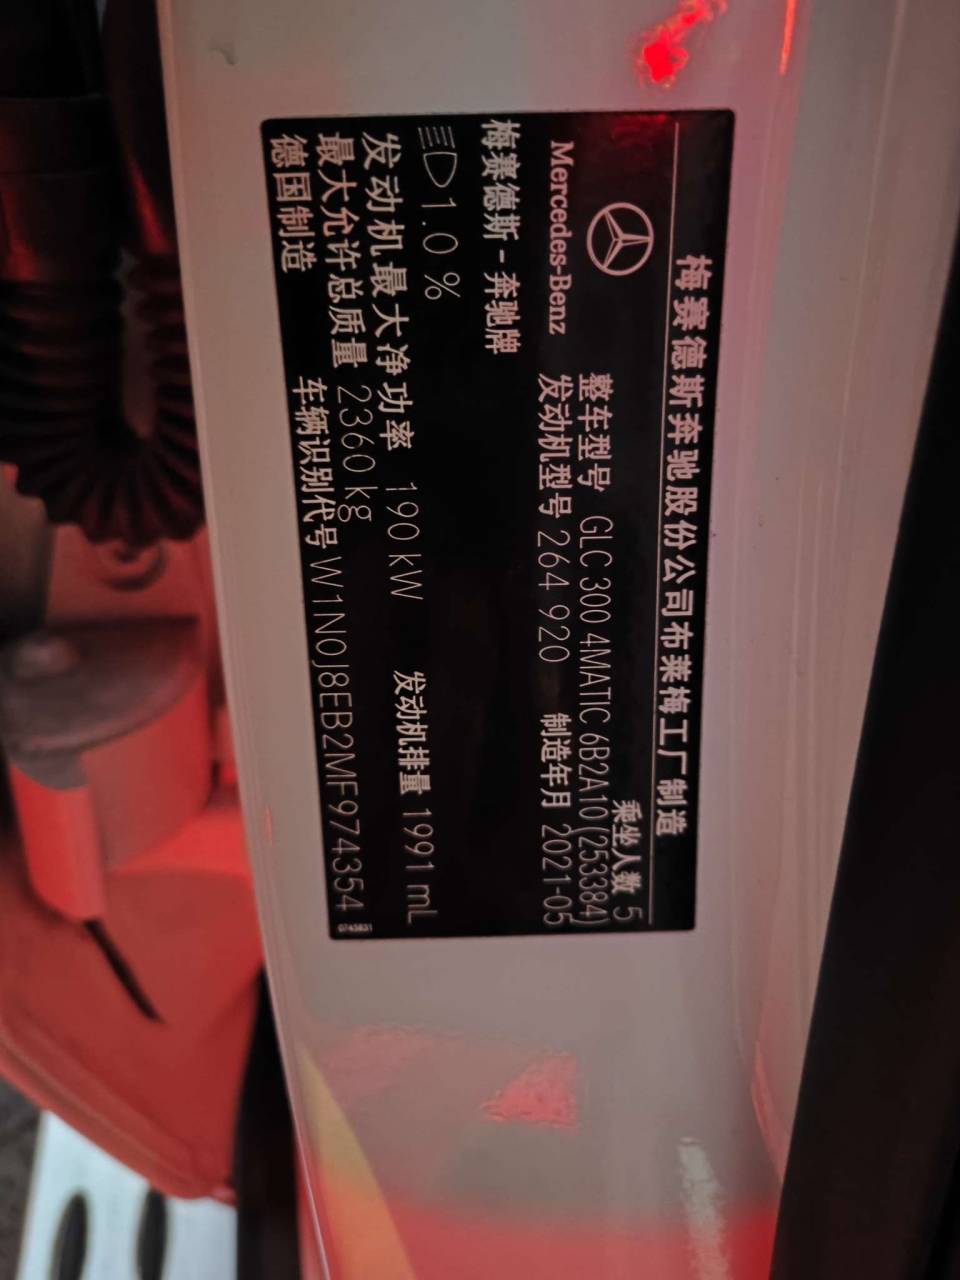 梅赛德斯奔驰股份公司布莱梅工厂制造
乘坐人数 5
整车型号 GLC 300 4MATIC 6B2A10(253384)
Mercedes-Benz
发动机型号 264 920 制造年月 2021-05
梅赛德斯-奔驰牌
1.0 %
发动机最大净功率 190 kW 发动机排量 1991 mL
最大允许总质量 2360 kg
德国制造 车辆识别代号 W1N0J8EB2MF974354
0745831